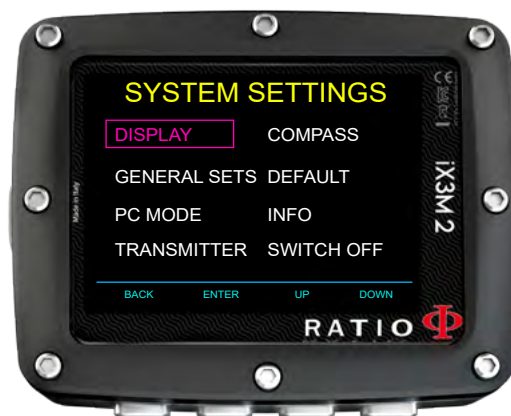 SYSTEM SETTINGS
DISPLAY COMPASS
GENERAL SETS DEFAULT
PC MODE INFO
TRANSMITTER SWITCH OFF
BACK ENTER UP DOWN
RATIO
Made in Italy
CE
iX3M 2